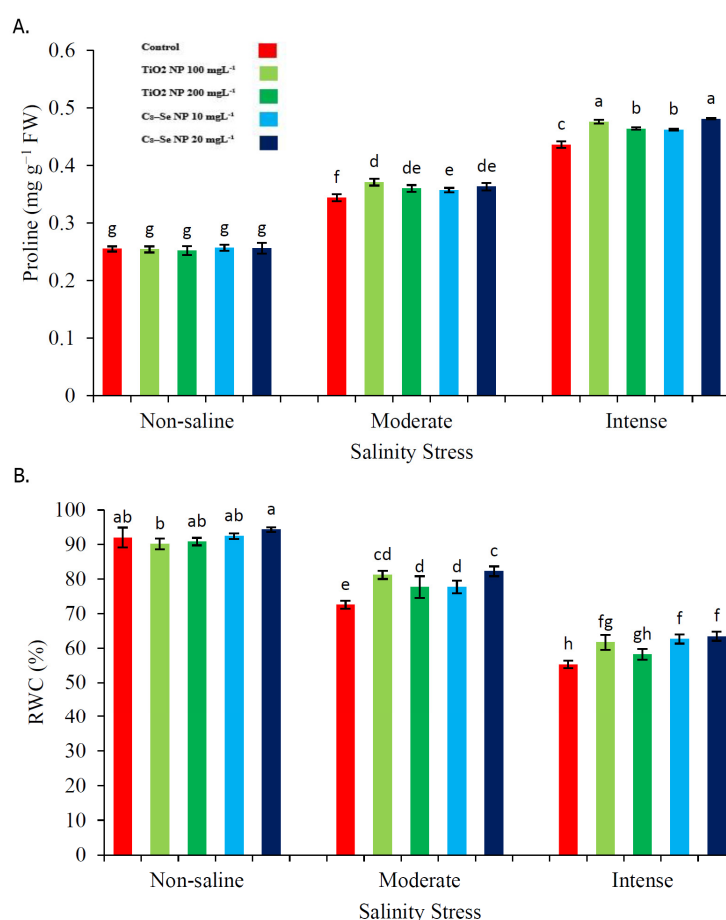 A.
Control
TiO2 NP 100 mgL⁻¹
TiO2 NP 200 mgL⁻¹
Cs–Se NP 10 mgL⁻¹
Cs–Se NP 20 mgL⁻¹
Proline (mg g⁻¹ FW)
0.6
0.5
0.4
0.3
0.2
0.1
0
g g g g g
f d de e de
c a b b a
Non-saline Moderate Intense
Salinity Stress
B.
RWC (%)
100
90
80
70
60
50
40
30
20
10
0
ab b ab ab a
e cd d d c
h fg gh f f
Non-saline Moderate Intense
Salinity Stress